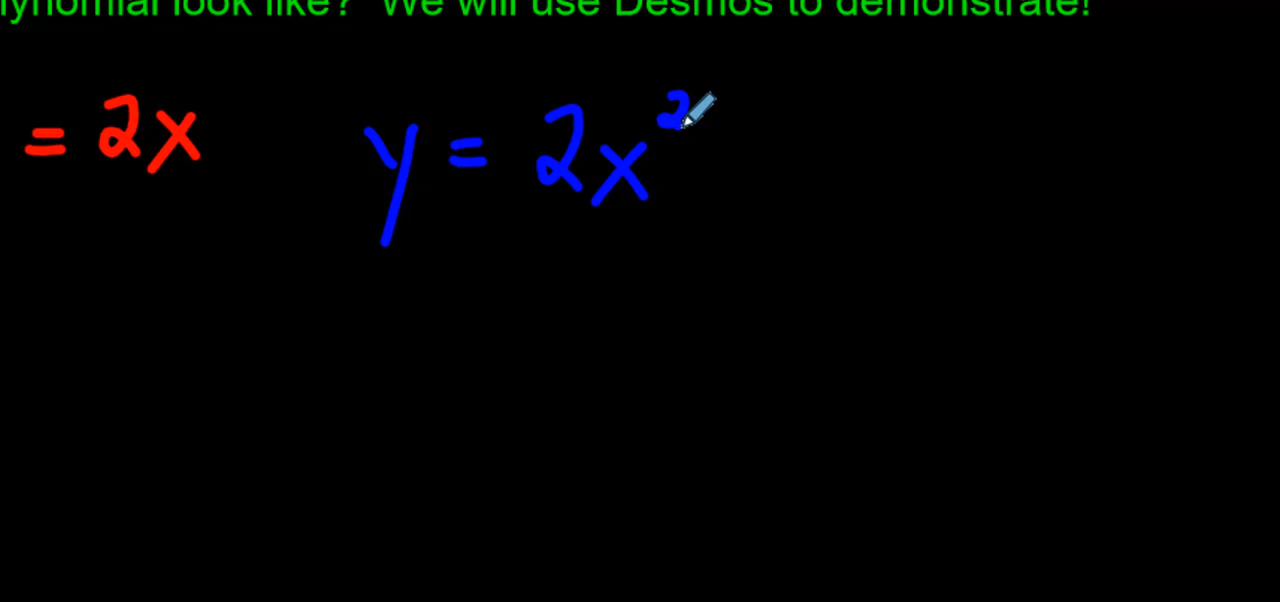 lynomial look like? We will use Desmos to demonstrate!
= 2x y = 2x²